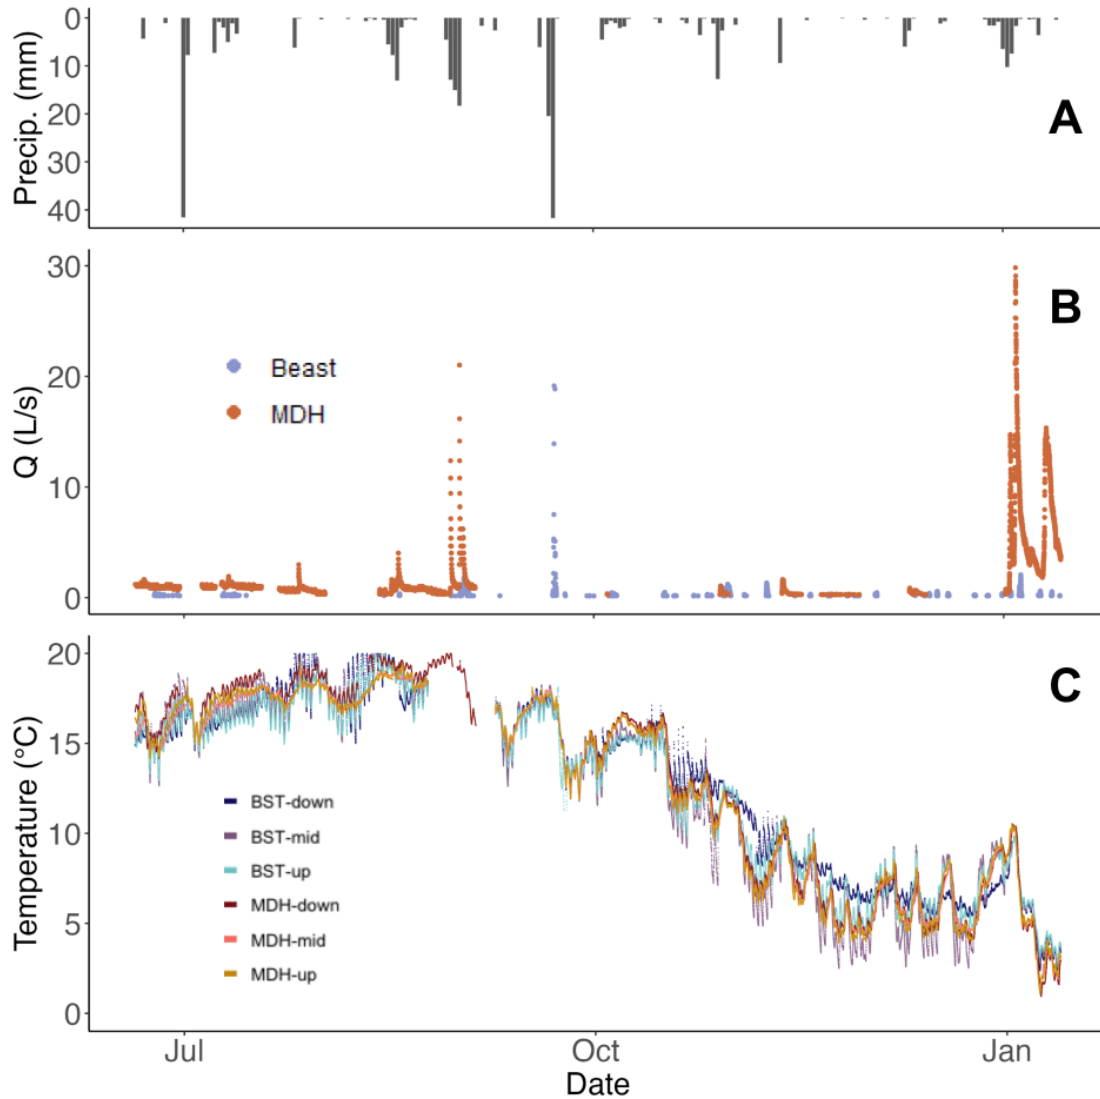 0
10
20
30
40
Precip. (mm)
A
30
20
10
0
Q (L/s)
B
Beast
MDH
20
15
10
5
0
Temperature (°C)
C
BST-down
BST-mid
BST-up
MDH-down
MDH-mid
MDH-up
Jul
Oct
Jan
Date